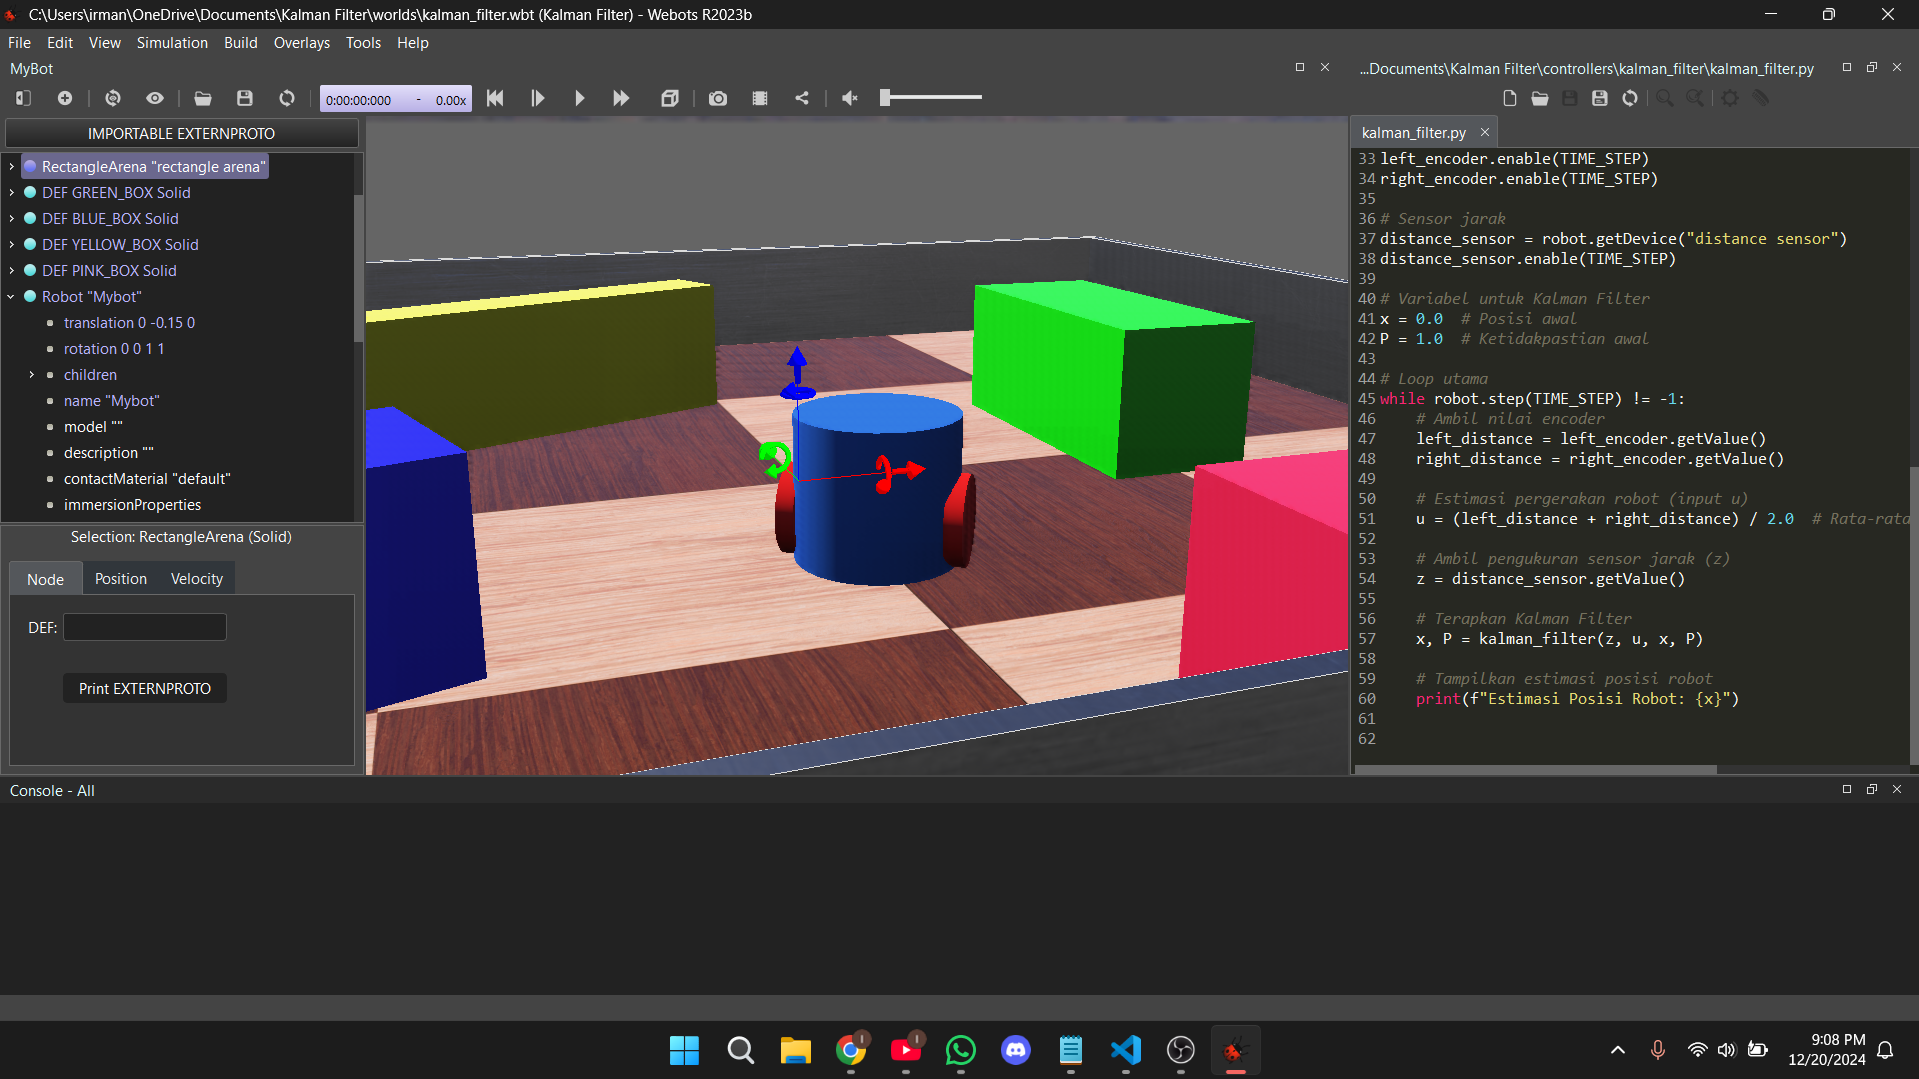 C:\Users\irman\OneDrive\Documents\Kalman Filter\worlds\kalman_filter.wbt (Kalman Filter) - Webots R2023b
File Edit View Simulation Build Overlays Tools Help
MyBot
...Documents\Kalman Filter\controllers\kalman_filter\kalman_filter.py
0:00:00:000 - 0.00x
IMPORTABLE EXTERNPROTO
RectangleArena "rectangle arena"
DEF GREEN_BOX Solid
DEF BLUE_BOX Solid
DEF YELLOW_BOX Solid
DEF PINK_BOX Solid
Robot "Mybot"
translation 0 -0.15 0
rotation 0 0 1 1
children
name "Mybot"
model ""
description ""
contactMaterial "default"
immersionProperties
Selection: RectangleArena (Solid)
Node Position Velocity
DEF:
Print EXTERNPROTO
kalman_filter.py
33 left_encoder.enable(TIME_STEP)
34 right_encoder.enable(TIME_STEP)
35
36 # Sensor jarak
37 distance_sensor = robot.getDevice("distance sensor")
38 distance_sensor.enable(TIME_STEP)
39
40 # Variabel untuk Kalman Filter
41 x = 0.0  # Posisi awal
42 P = 1.0  # Ketidakpastian awal
43
44 # Loop utama
45 while robot.step(TIME_STEP) != -1:
46     # Ambil nilai encoder
47     left_distance = left_encoder.getValue()
48     right_distance = right_encoder.getValue()
49
50     # Estimasi pergerakan robot (input u)
51     u = (left_distance + right_distance) / 2.0  # Rata-rata
52
53     # Ambil pengukuran sensor jarak (z)
54     z = distance_sensor.getValue()
55
56     # Terapkan Kalman Filter
57     x, P = kalman_filter(z, u, x, P)
58
59     # Tampilkan estimasi posisi robot
60     print(f"Estimasi Posisi Robot: {x}")
61
62
Console - All
9:08 PM
12/20/2024